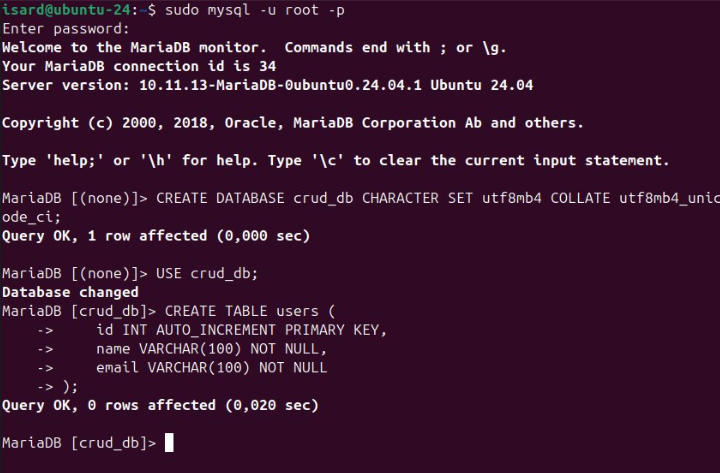 isard@ubuntu-24:~$ sudo mysql -u root -p
Enter password:
Welcome to the MariaDB monitor.  Commands end with ; or \g.
Your MariaDB connection id is 34
Server version: 10.11.13-MariaDB-0ubuntu0.24.04.1 Ubuntu 24.04

Copyright (c) 2000, 2018, Oracle, MariaDB Corporation Ab and others.

Type 'help;' or '\h' for help. Type '\c' to clear the current input statement.

MariaDB [(none)]> CREATE DATABASE crud_db CHARACTER SET utf8mb4 COLLATE utf8mb4_unic
ode_ci;
Query OK, 1 row affected (0,000 sec)

MariaDB [(none)]> USE crud_db;
Database changed
MariaDB [crud_db]> CREATE TABLE users (
    ->     id INT AUTO_INCREMENT PRIMARY KEY,
    ->     name VARCHAR(100) NOT NULL,
    ->     email VARCHAR(100) NOT NULL
    -> );
Query OK, 0 rows affected (0,020 sec)

MariaDB [crud_db]>